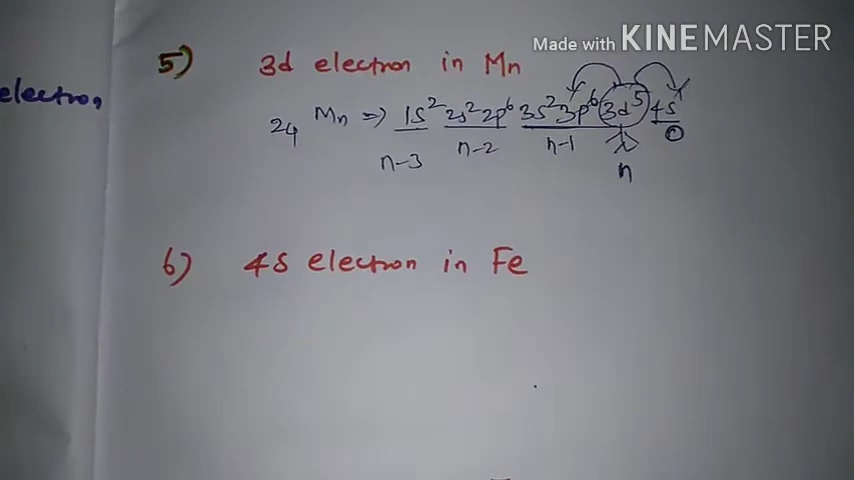 Made with KINEMASTER
5) 3d electron in Mn
electron
24 Mn => 1s² 2s² 2p⁶ 3s² 3p⁶ 3d⁵ 4s
n-3 n-2 n-1 n 0
6) 4s electron in Fe